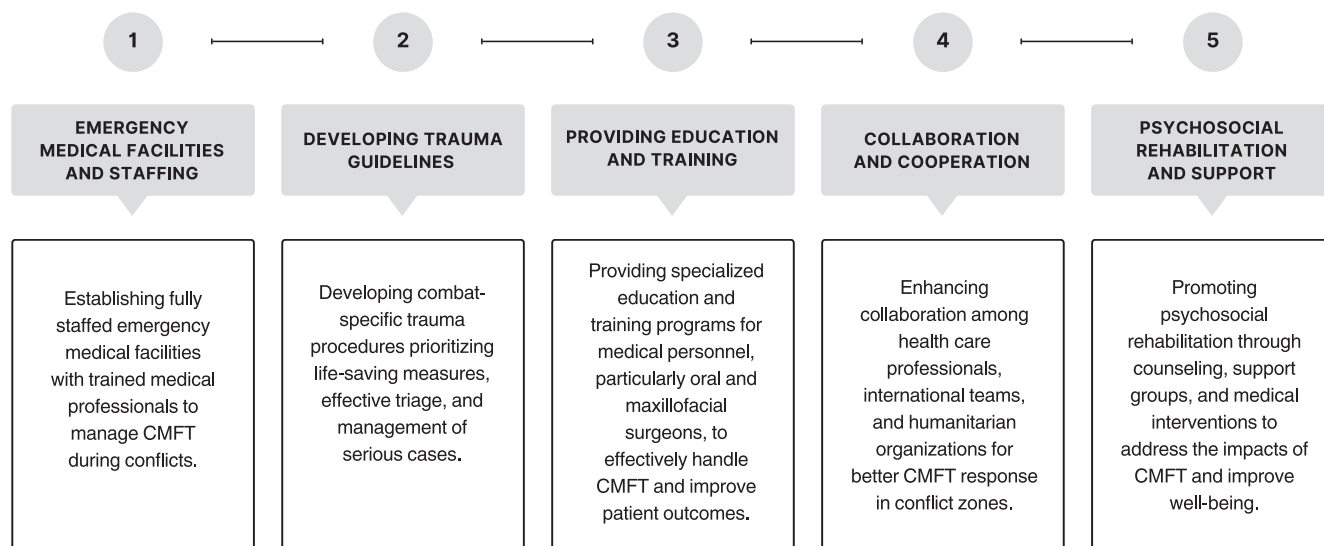 1
2
3
4
5
EMERGENCY
MEDICAL FACILITIES
AND STAFFING
DEVELOPING TRAUMA
GUIDELINES
PROVIDING EDUCATION
AND TRAINING
COLLABORATION
AND COOPERATION
PSYCHOSOCIAL
REHABILITATION
AND SUPPORT
Establishing fully
staffed emergency
medical facilities
with trained medical
professionals to
manage CMFT
during conflicts.
Developing combat-
specific trauma
procedures prioritizing
life-saving measures,
effective triage, and
management of
serious cases.
Providing specialized
education and
training programs for
medical personnel,
particularly oral and
maxillofacial
surgeons, to
effectively handle
CMFT and improve
patient outcomes.
Enhancing
collaboration among
health care
professionals,
international teams,
and humanitarian
organizations for
better CMFT response
in conflict zones.
Promoting
psychosocial
rehabilitation through
counseling, support
groups, and medical
interventions to
address the impacts of
CMFT and improve
well-being.